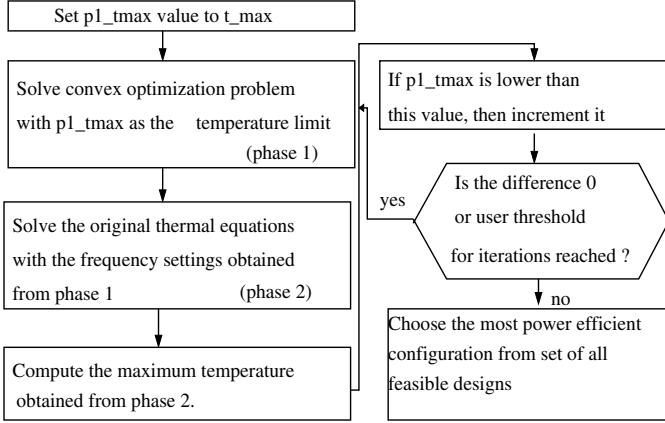 Set p1_tmax value to t_max
Solve convex optimization problem
with p1_tmax as the temperature limit
(phase 1)
Solve the original thermal equations
with the frequency settings obtained
from phase 1 (phase 2)
Compute the maximum temperature
obtained from phase 2.
If p1_tmax is lower than
this value, then increment it
Is the difference 0
or user threshold
for iterations reached ?
yes
no
Choose the most power efficient
configuration from set of all
feasible designs